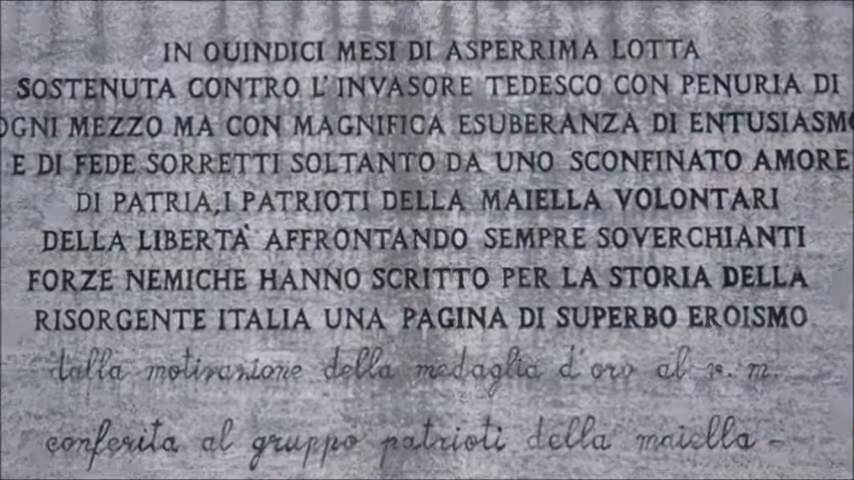 IN QUINDICI MESI DI ASPERRIMA LOTTA
SOSTENUTA CONTRO L'INVASORE TEDESCO CON PENURIA DI
OGNI MEZZO MA CON MAGNIFICA ESUBERANZA DI ENTUSIASMO
E DI FEDE SORRETTI SOLTANTO DA UNO SCONFINATO AMORE
DI PATRIA, I PATRIOTI DELLA MAIELLA VOLONTARI
DELLA LIBERTA' AFFRONTANDO SEMPRE SOVERCHIANTI
FORZE NEMICHE HANNO SCRITTO PER LA STORIA DELLA
RISORGENTE ITALIA UNA PAGINA DI SUPERBO EROISMO
dalla motivazione della medaglia d'oro al v. m.
conferita al gruppo patrioti della maiella -